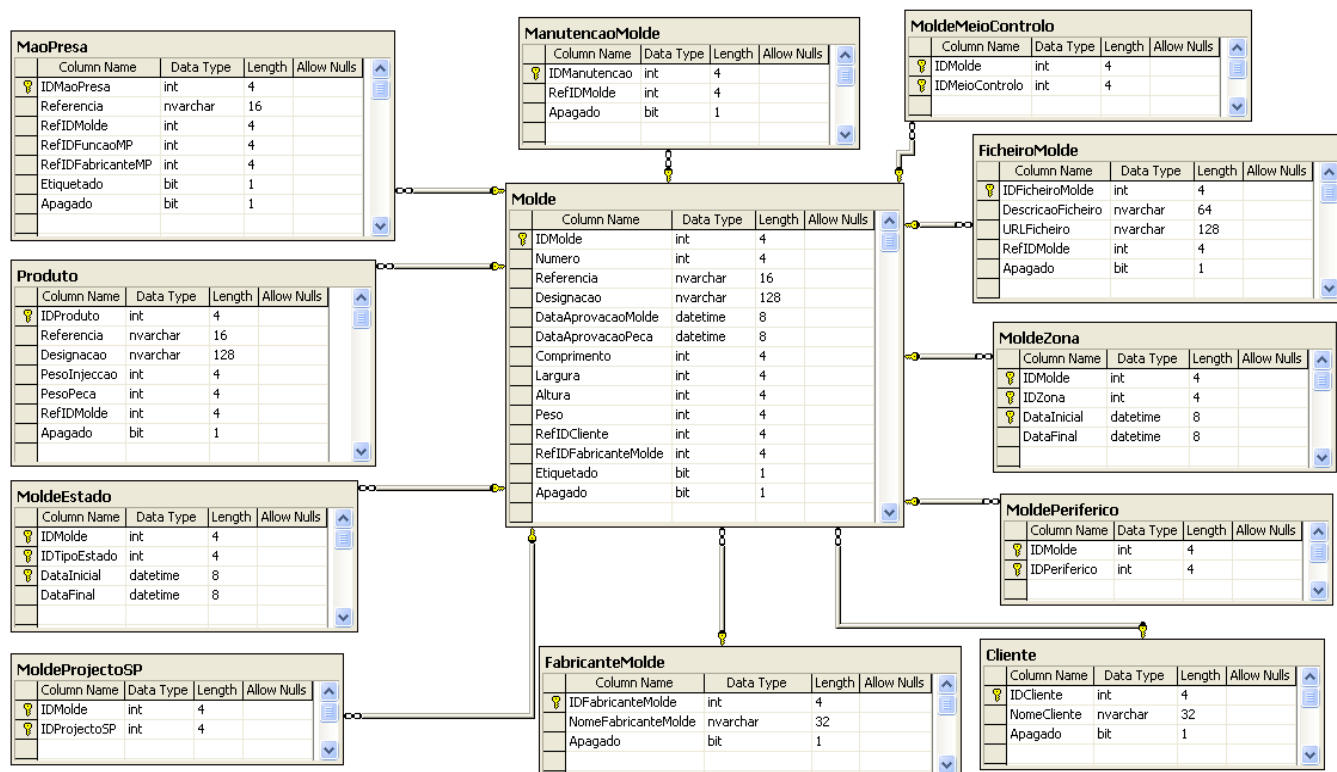 MaoPresa
Column Name Data Type Length Allow Nulls
IDMaoPresa int 4
Referencia nvarchar 16
RefIDMolde int 4
RefIDFuncaoMP int 4
RefIDFabricanteMP int 4
Etiquetado bit 1
Apagado bit 1
ManutencaoMolde
Column Name Data Type Length Allow Nulls
IDManutencao int 4
RefIDMolde int 4
Apagado bit 1
MoldeMeioControlo
Column Name Data Type Length Allow Nulls
IDMolde int 4
IDMeioControlo int 4
FicheiroMolde
Column Name Data Type Length Allow Nulls
IDFicheiroMolde int 4
DescricaoFicheiro nvarchar 64
URLFicheiro nvarchar 128
RefIDMolde int 4
Apagado bit 1
Molde
Column Name Data Type Length Allow Nulls
IDMolde int 4
Numero int 4
Referencia nvarchar 16
Designacao nvarchar 128
DataAprovacaoMolde datetime 8
DataAprovacaoPeca datetime 8
Comprimento int 4
Largura int 4
Altura int 4
Peso int 4
RefIDCliente int 4
RefIDFabricanteMolde int 4
Etiquetado bit 1
Apagado bit 1
Produto
Column Name Data Type Length Allow Nulls
IDProduto int 4
Referencia nvarchar 16
Designacao nvarchar 128
PesoInjeccao int 4
PesoPeca int 4
RefIDMolde int 4
Apagado bit 1
MoldeZona
Column Name Data Type Length Allow Nulls
IDMolde int 4
IDZona int 4
DataInicial datetime 8
DataFinal datetime 8
MoldeEstado
Column Name Data Type Length Allow Nulls
IDMolde int 4
IDTipoEstado int 4
DataInicial datetime 8
DataFinal datetime 8
MoldePeriferico
Column Name Data Type Length Allow Nulls
IDMolde int 4
IDPeriferico int 4
MoldeProjectoSP
Column Name Data Type Length Allow Nulls
IDMolde int 4
IDProjectoSP int 4
FabricanteMolde
Column Name Data Type Length Allow Nulls
IDFabricanteMolde int 4
NomeFabricanteMolde nvarchar 32
Apagado bit 1
Cliente
Column Name Data Type Length Allow Nulls
IDCliente int 4
NomeCliente nvarchar 32
Apagado bit 1